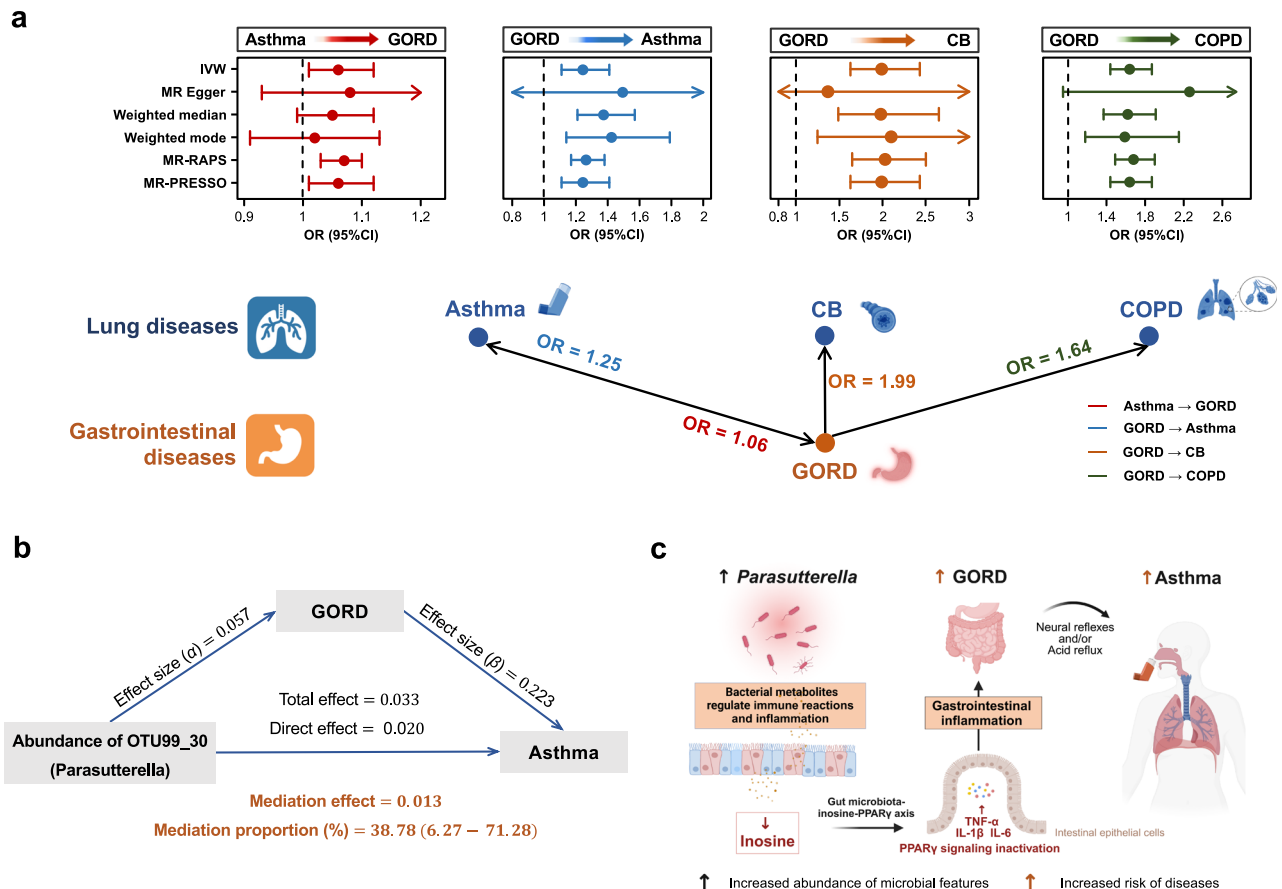 a
Asthma GORD
GORD Asthma
GORD CB
GORD COPD
IVW
MR Egger
Weighted median
Weighted mode
MR-RAPS
MR-PRESSO
0.9 1 1.1 1.2
OR (95%CI)
0.8 1 1.2 1.4 1.6 1.8 2
OR (95%CI)
0.8 1 1.5 2 2.5 3
OR (95%CI)
1 1.4 1.8 2.2 2.6
OR (95%CI)
Lung diseases
Asthma
CB
COPD
OR = 1.25
OR = 1.99
OR = 1.64
OR = 1.06
Gastrointestinal
diseases
GORD
Asthma → GORD
GORD → Asthma
GORD → CB
GORD → COPD
b
GORD
Effect size (α) = 0.057
Effect size (β) = 0.223
Total effect = 0.033
Direct effect = 0.020
Abundance of OTU99_30
(Parasutterella)
Asthma
Mediation effect = 0.013
Mediation proportion (%) = 38.78 (6.27 − 71.28)
c
↑ Parasutterella
↑ GORD
↑ Asthma
Neural reflexes
and/or
Acid reflux
Bacterial metabolites
regulate immune reactions
and inflammation
Gastrointestinal
inflammation
Gut microbiota-
inosine-PPARγ axis
↓
Inosine
↑
TNF-α
IL-1β IL-6
PPARγ signaling inactivation
Intestinal epithelial cells
↑ Increased abundance of microbial features
↑ Increased risk of diseases